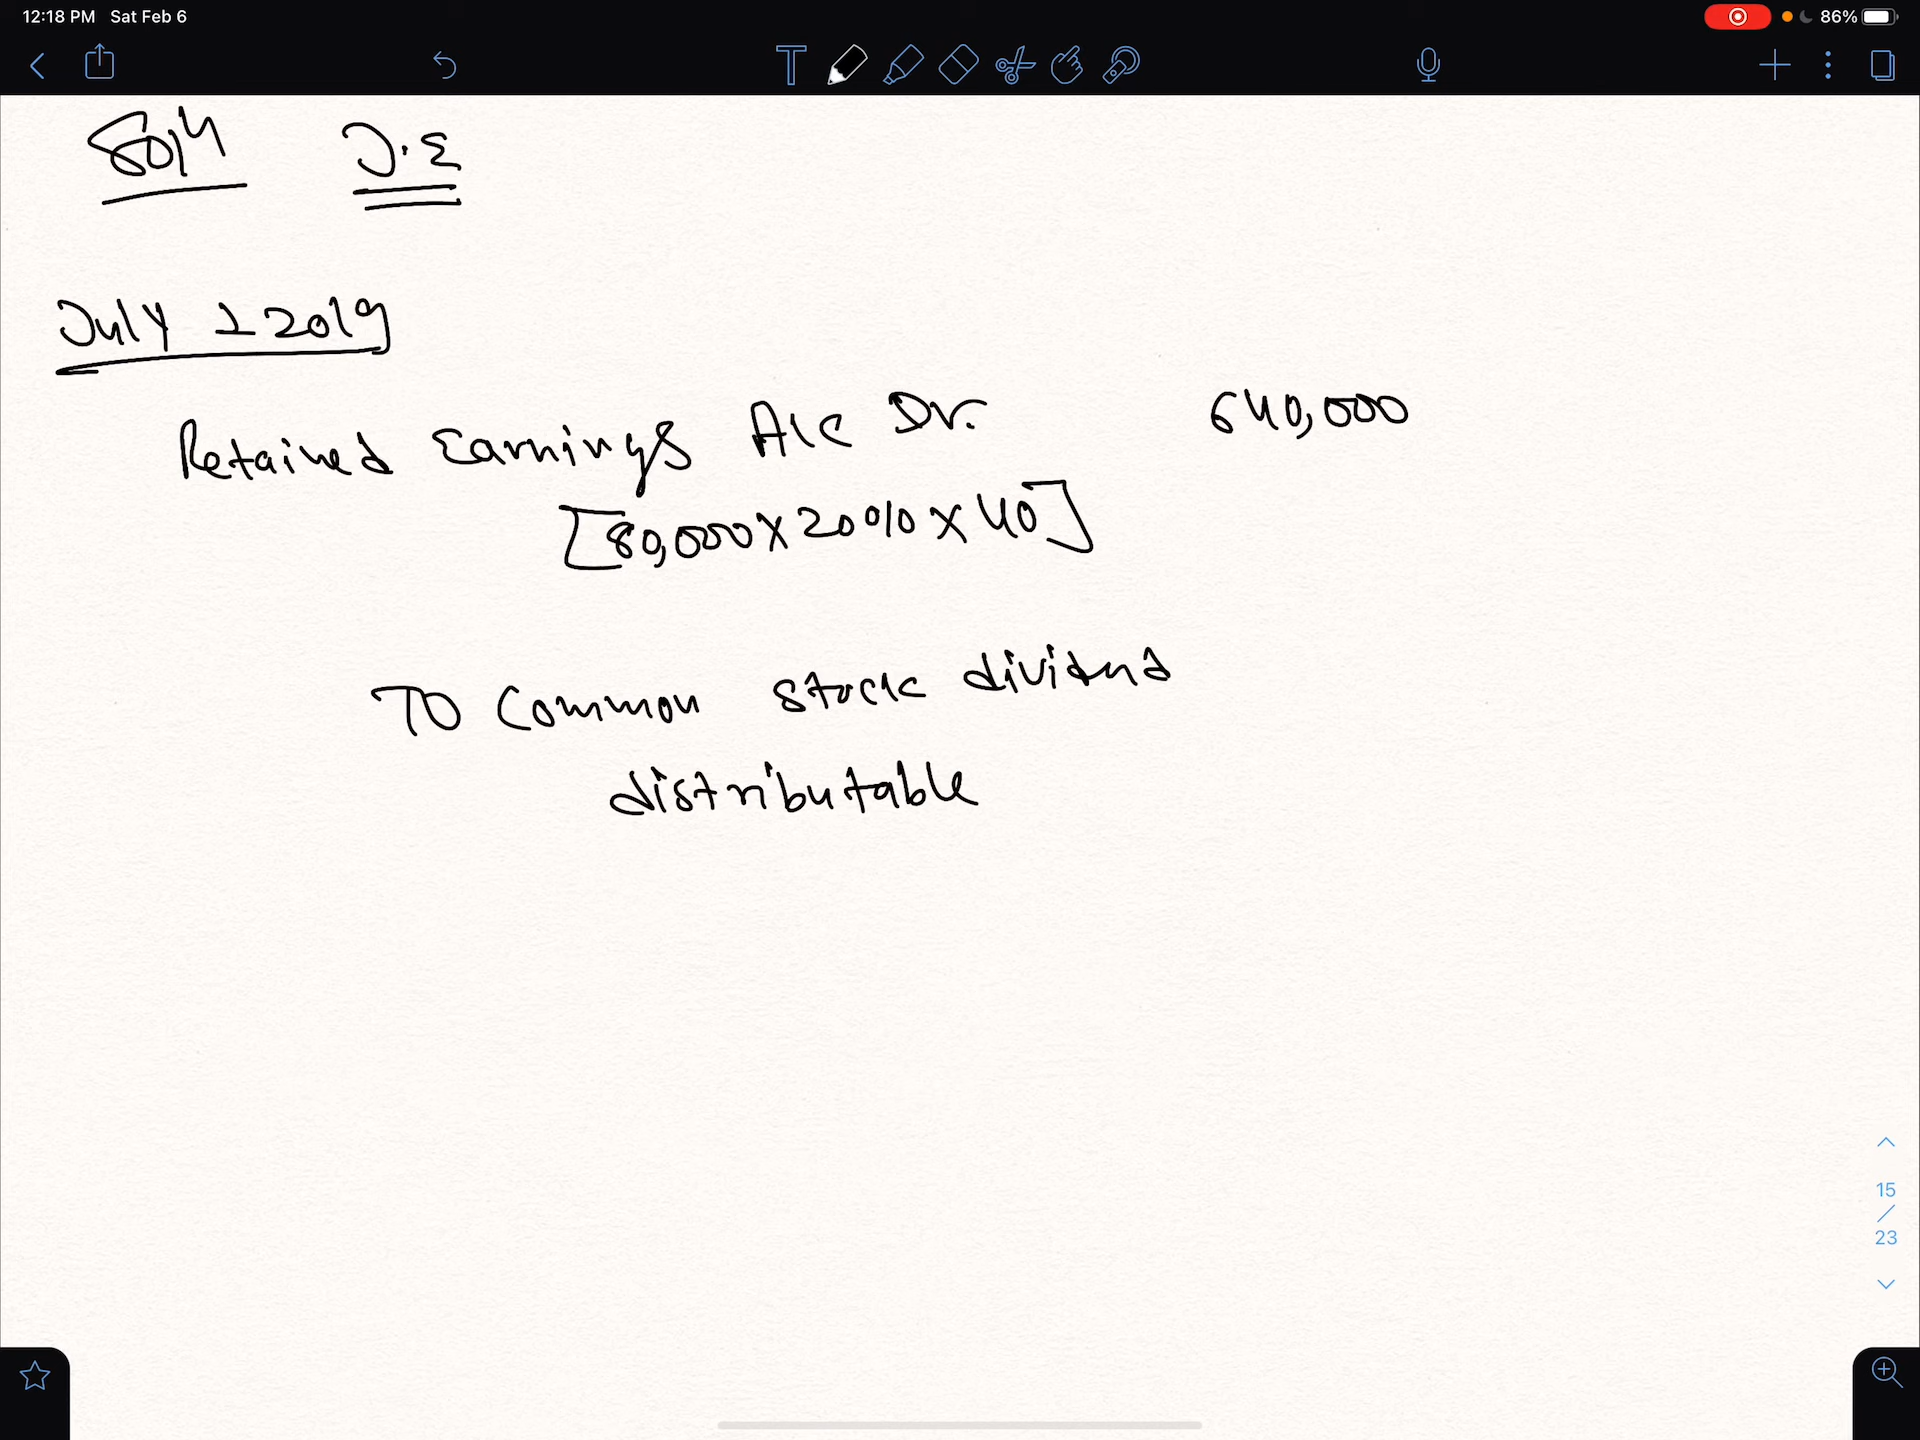 12:18 PM Sat Feb 6
86%
T
Soln J.E
July 1 2019
Retained Earnings A/c Dr. 640,000
[80,000 X 20% X 40]
To Common stock dividend
distributable
15
/
23